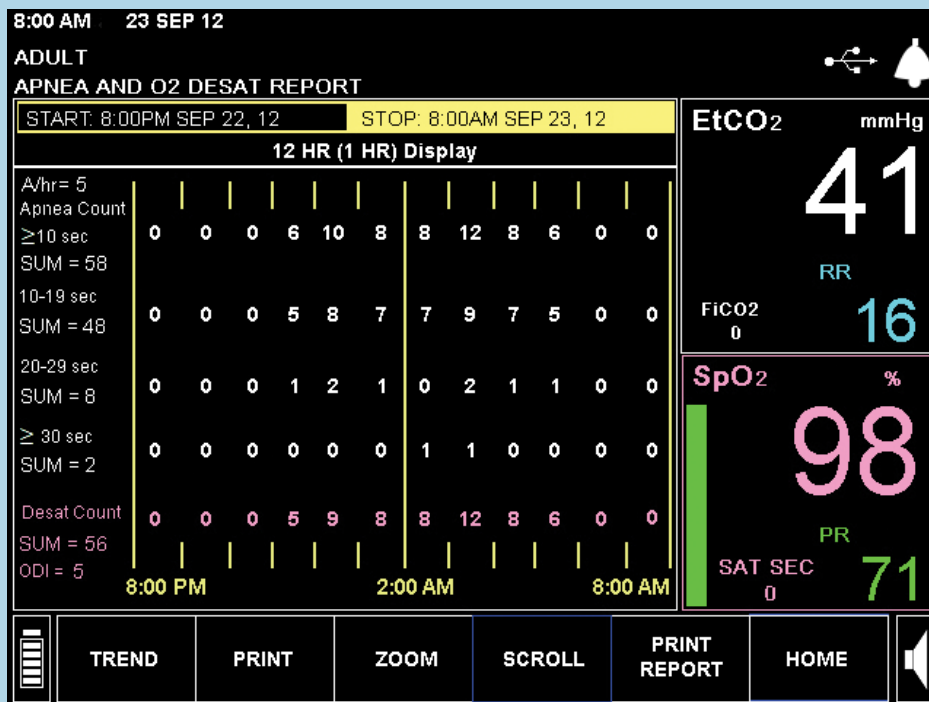 8:00 AM 23 SEP 12
ADULT
APNEA AND O2 DESAT REPORT
START: 8:00PM SEP 22, 12 STOP: 8:00AM SEP 23, 12
12 HR (1 HR) Display
A/hr= 5
Apnea Count
≥10 sec 0 0 0 6 10 8 8 12 8 6 0 0
SUM = 58
10-19 sec
SUM = 48 0 0 0 5 8 7 7 9 7 5 0 0
20-29 sec
SUM = 8 0 0 0 1 2 1 0 2 1 1 0 0
≥ 30 sec
SUM = 2 0 0 0 0 0 0 1 1 0 0 0 0
Desat Count 0 0 0 5 9 8 8 12 8 6 0 0
SUM = 56
ODI = 5
8:00 PM 2:00 AM 8:00 AM
EtCO2 mmHg
41
RR
FiCO2 16
0
SpO2 %
98
PR
SAT SEC 71
0
TREND PRINT ZOOM SCROLL PRINT REPORT HOME